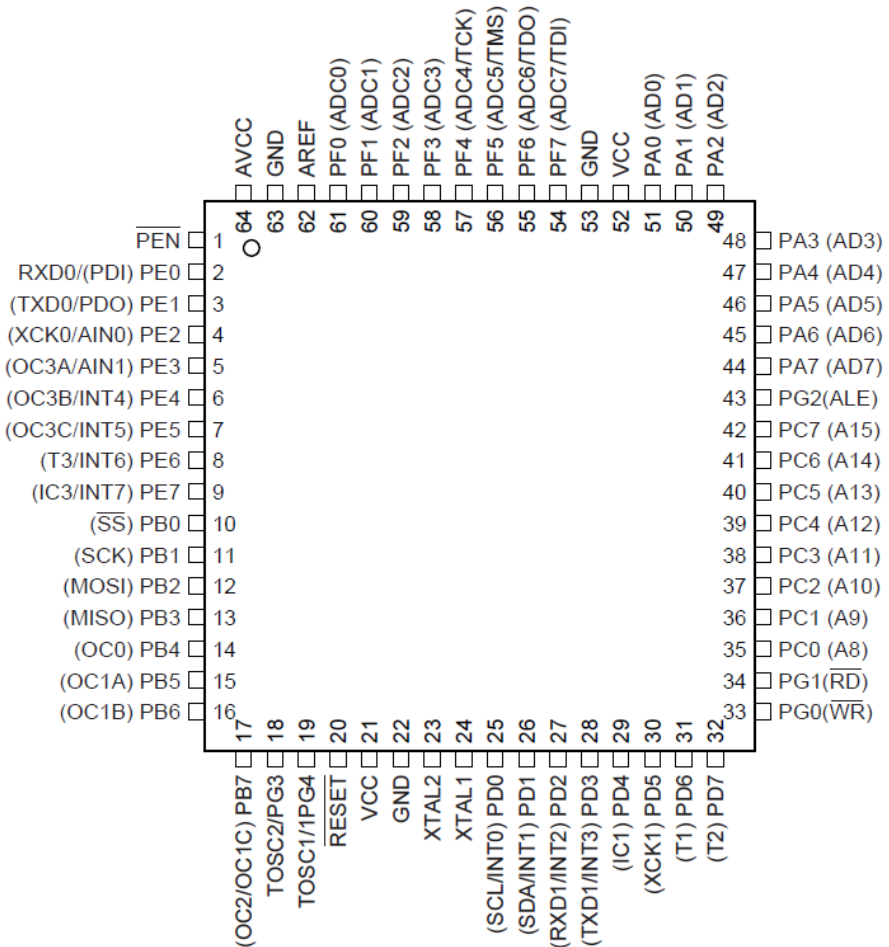 AVCC
GND
AREF
PF0 (ADC0)
PF1 (ADC1)
PF2 (ADC2)
PF3 (ADC3)
PF4 (ADC4/TCK)
PF5 (ADC5/TMS)
PF6 (ADC6/TDO)
PF7 (ADC7/TDI)
GND
VCC
PA0 (AD0)
PA1 (AD1)
PA2 (AD2)
64
63
62
61
60
59
58
57
56
55
54
53
52
51
50
49
P̅E̅N̅ 1
RXD0/(PDI) PE0 2
(TXD0/PDO) PE1 3
(XCK0/AIN0) PE2 4
(OC3A/AIN1) PE3 5
(OC3B/INT4) PE4 6
(OC3C/INT5) PE5 7
(T3/INT6) PE6 8
(IC3/INT7) PE7 9
(S̅S̅) PB0 10
(SCK) PB1 11
(MOSI) PB2 12
(MISO) PB3 13
(OC0) PB4 14
(OC1A) PB5 15
(OC1B) PB6 16
48 PA3 (AD3)
47 PA4 (AD4)
46 PA5 (AD5)
45 PA6 (AD6)
44 PA7 (AD7)
43 PG2(ALE)
42 PC7 (A15)
41 PC6 (A14)
40 PC5 (A13)
39 PC4 (A12)
38 PC3 (A11)
37 PC2 (A10)
36 PC1 (A9)
35 PC0 (A8)
34 PG1(R̅D̅)
33 PG0(W̅R̅)
17
18
19
20
21
22
23
24
25
26
27
28
29
30
31
32
(OC2/OC1C) PB7
TOSC2/PG3
TOSC1/1PG4
R̅E̅S̅E̅T̅
VCC
GND
XTAL2
XTAL1
(SCL/INT0) PD0
(SDA/INT1) PD1
(RXD1/INT2) PD2
(TXD1/INT3) PD3
(IC1) PD4
(XCK1) PD5
(T1) PD6
(T2) PD7